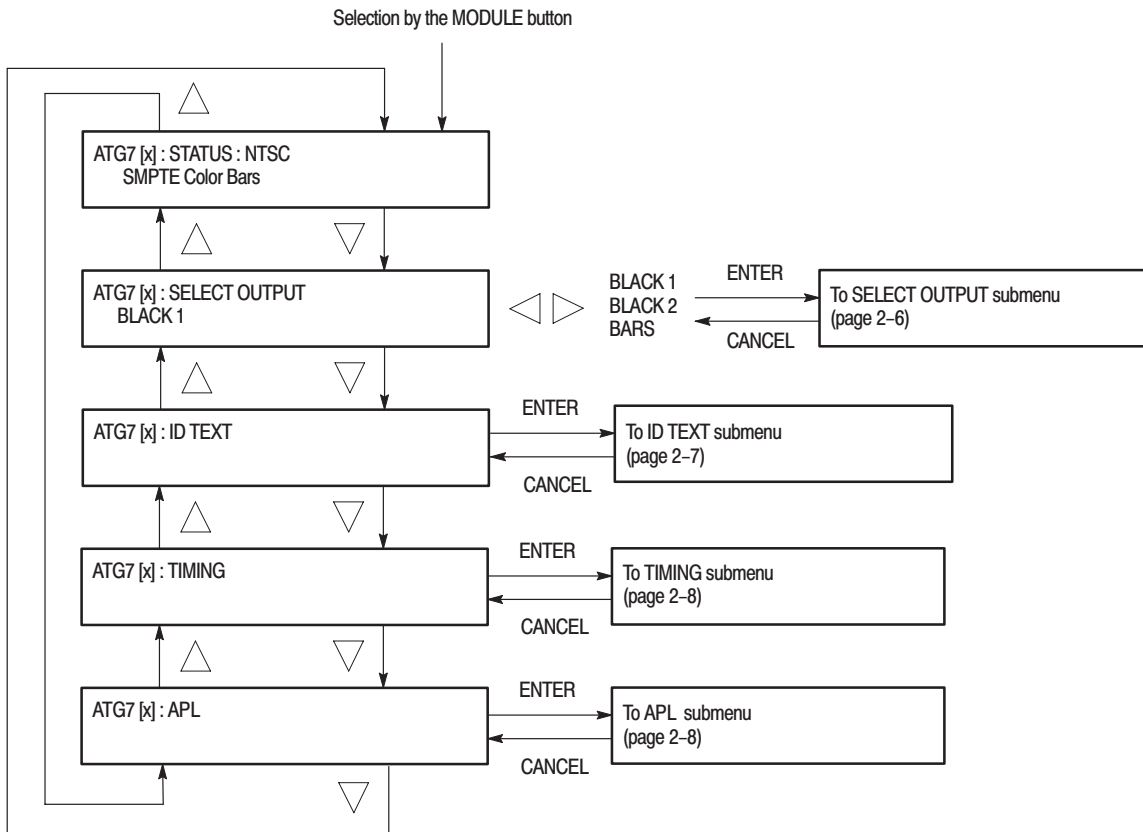 Selection by the MODULE button
ATG7 [x] : STATUS : NTSC
SMPTE Color Bars
ATG7 [x] : SELECT OUTPUT
BLACK 1
BLACK 1
BLACK 2
BARS
ENTER
CANCEL
To SELECT OUTPUT submenu
(page 2–6)
ATG7 [x] : ID TEXT
ENTER
CANCEL
To ID TEXT submenu
(page 2–7)
ATG7 [x] : TIMING
ENTER
CANCEL
To TIMING submenu
(page 2–8)
ATG7 [x] : APL
ENTER
CANCEL
To APL submenu
(page 2–8)